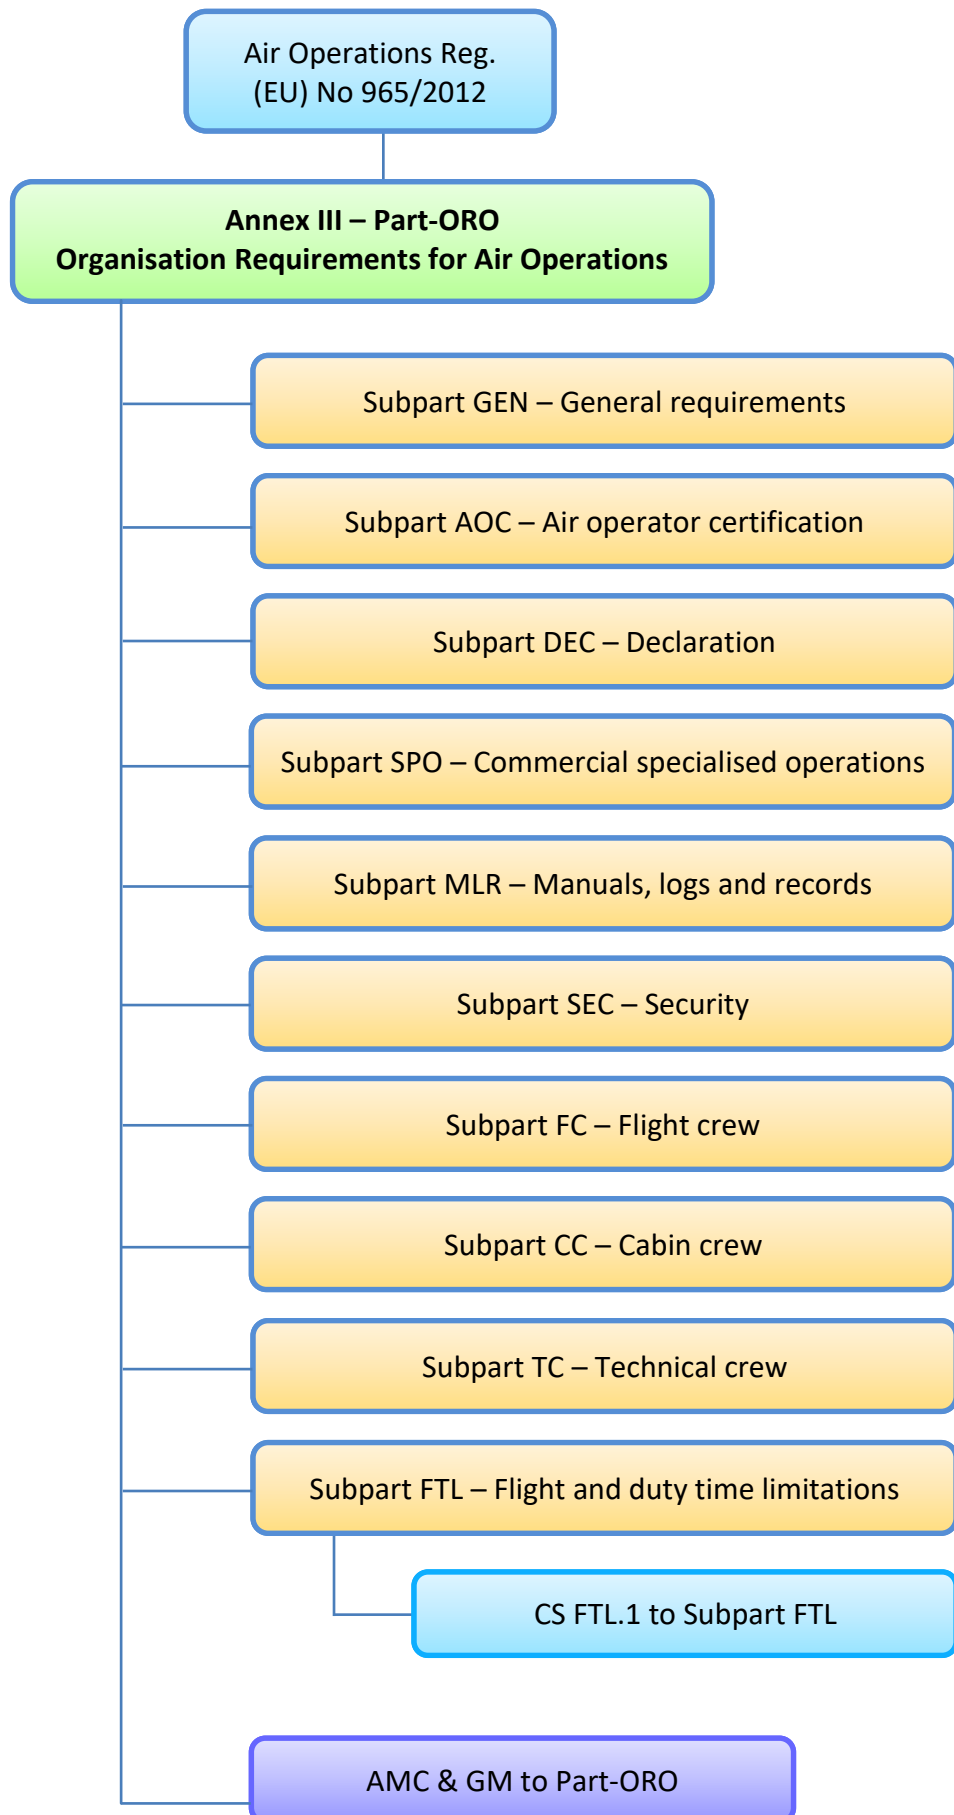 Air Operations Reg.
(EU) No 965/2012
Annex III – Part-ORO
Organisation Requirements for Air Operations
Subpart GEN – General requirements
Subpart AOC – Air operator certification
Subpart DEC – Declaration
Subpart SPO – Commercial specialised operations
Subpart MLR – Manuals, logs and records
Subpart SEC – Security
Subpart FC – Flight crew
Subpart CC – Cabin crew
Subpart TC – Technical crew
Subpart FTL – Flight and duty time limitations
CS FTL.1 to Subpart FTL
AMC & GM to Part-ORO